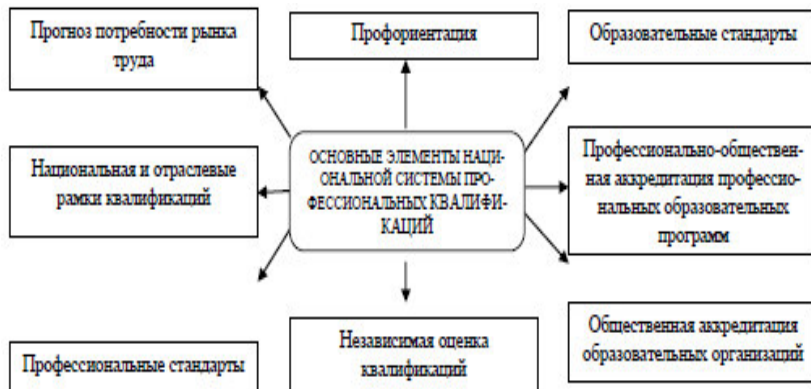 Прогноз потребности рынка
труда
Профориентация
Образовательные стандарты
Национальная и отраслевые
рамки квалификаций
ОСНОВНЫЕ ЭЛЕМЕНТЫ НАЦИ-
ОНАЛЬНОЙ СИСТЕМЫ ПРО-
ФЕССИОНАЛЬНЫХ КВАЛИФИ-
КАЦИЙ
Профессионально-обществен-
ная аккредитация профессио-
нальных образовательных
программ
Профессиональные стандарты
Независимая оценка
квалификаций
Общественная аккредитация
образовательных организаций